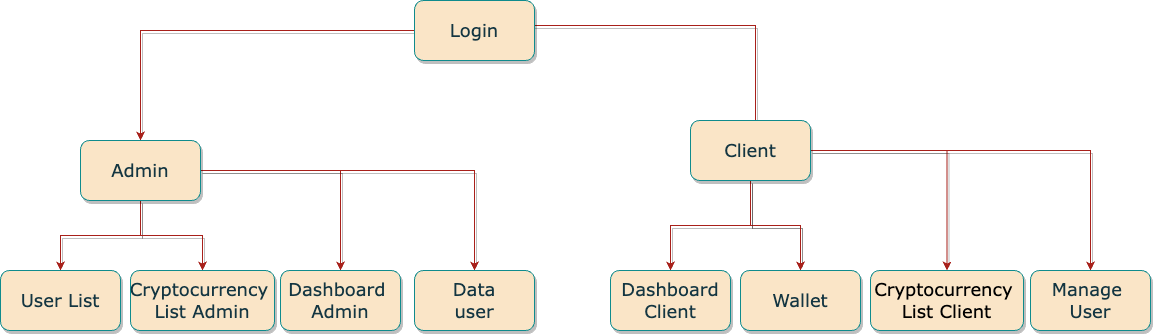 Login
Admin
Client
User List
Cryptocurrency
List Admin
Dashboard
Admin
Data
user
Dashboard
Client
Wallet
Cryptocurrency
List Client
Manage
User